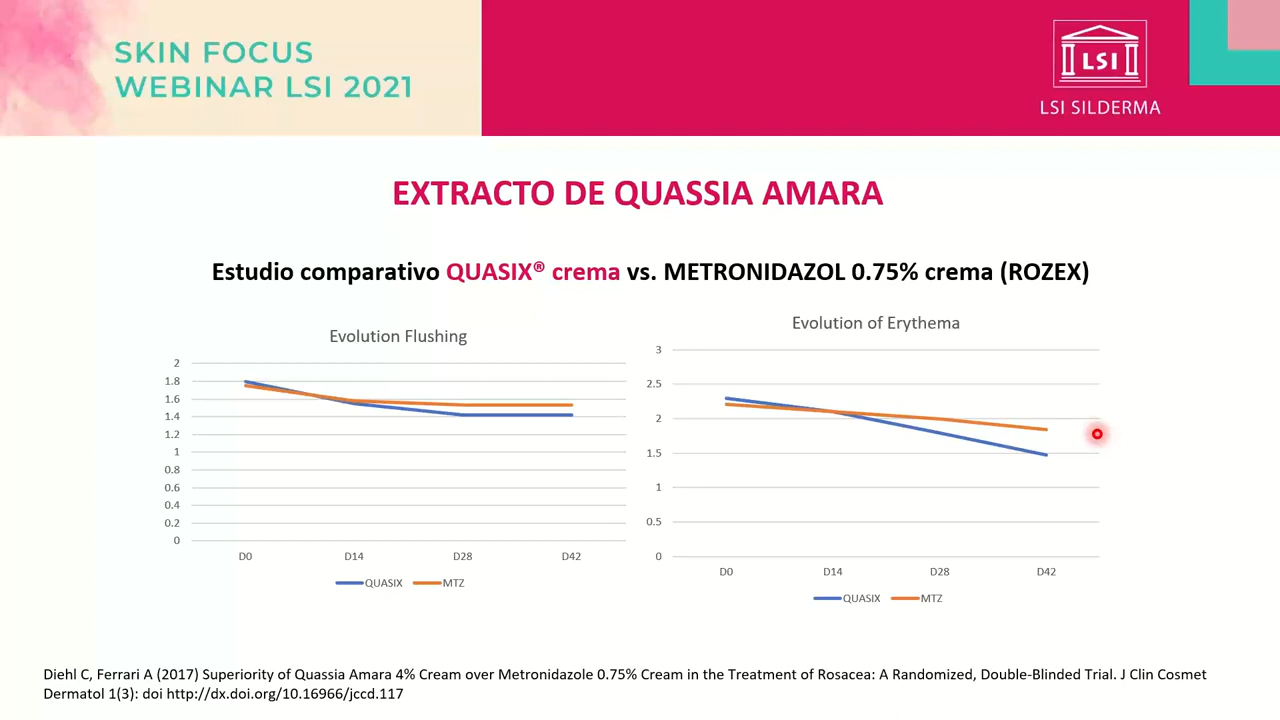 SKIN FOCUS
WEBINAR LSI 2021
LSI
LSI SILDERMA
EXTRACTO DE QUASSIA AMARA
Estudio comparativo QUASIX® crema vs. METRONIDAZOL 0.75% crema (ROZEX)
Evolution Flushing
2
1.8
1.6
1.4
1.2
1
0.8
0.6
0.4
0.2
0
D0 D14 D28 D42
QUASIX MTZ
Evolution of Erythema
3
2.5
2
1.5
1
0.5
0
D0 D14 D28 D42
QUASIX MTZ
Diehl C, Ferrari A (2017) Superiority of Quassia Amara 4% Cream over Metronidazole 0.75% Cream in the Treatment of Rosacea: A Randomized, Double-Blinded Trial. J Clin Cosmet
Dermatol 1(3): doi http://dx.doi.org/10.16966/jccd.117